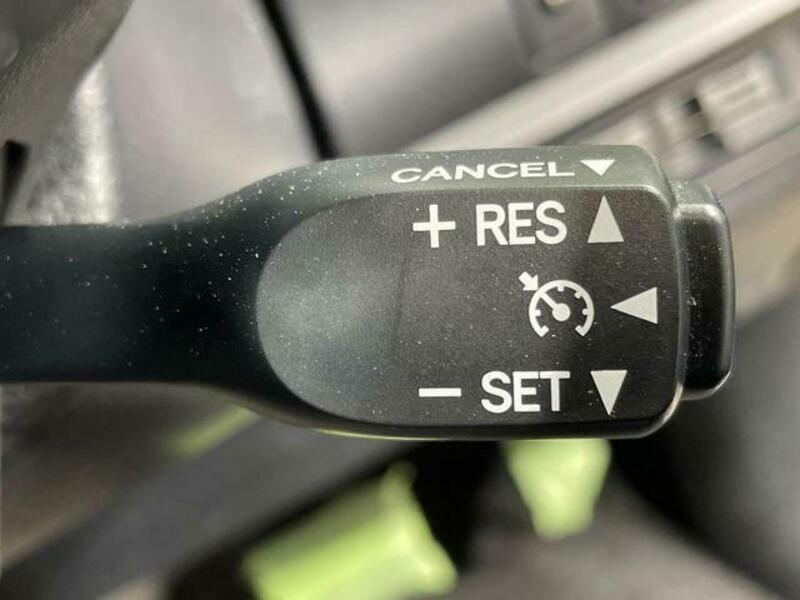 CANCEL
+ RES
- SET